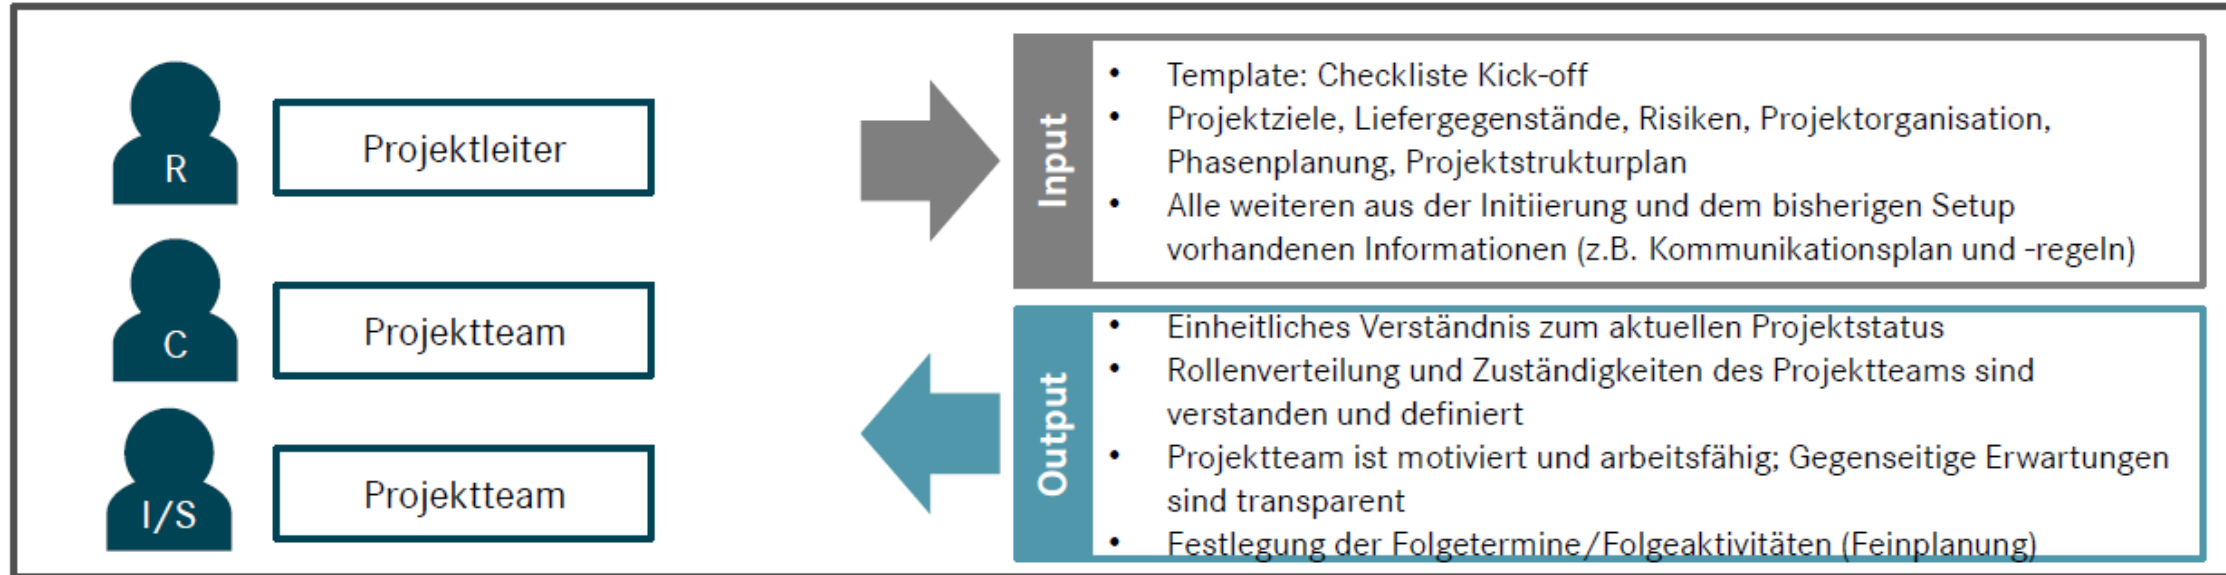 R
Projektleiter
C
Projektteam
I/S
Projektteam
Input
• Template: Checkliste Kick-off
• Projektziele, Liefergegenstände, Risiken, Projektorganisation,
Phasenplanung, Projektstrukturplan
• Alle weiteren aus der Initiierung und dem bisherigen Setup
vorhandenen Informationen (z.B. Kommunikationsplan und -regeln)
Output
• Einheitliches Verständnis zum aktuellen Projektstatus
• Rollenverteilung und Zuständigkeiten des Projektteams sind
verstanden und definiert
• Projektteam ist motiviert und arbeitsfähig; Gegenseitige Erwartungen
sind transparent
• Festlegung der Folgetermine/Folgeaktivitäten (Feinplanung)